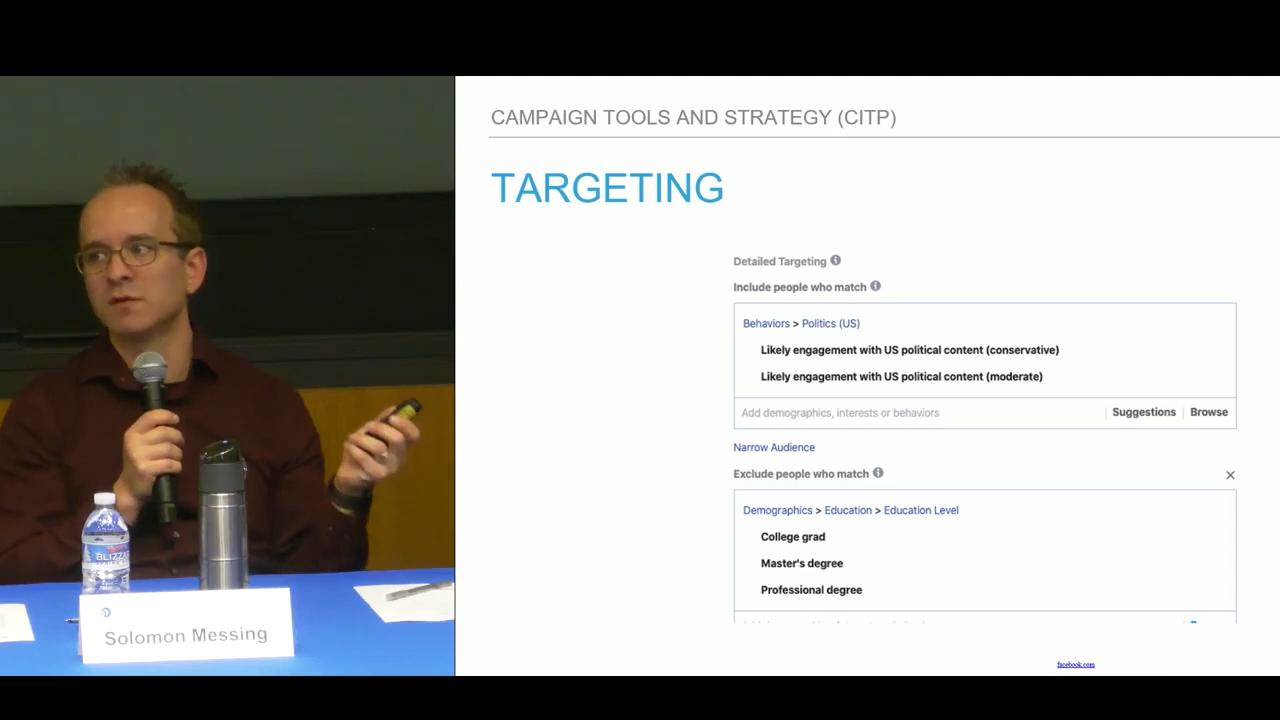 CAMPAIGN TOOLS AND STRATEGY (CITP)
TARGETING
Detailed Targeting
Include people who match
Behaviors > Politics (US)
Likely engagement with US political content (conservative)
Likely engagement with US political content (moderate)
Add demographics, interests or behaviors
Suggestions
Browse
Narrow Audience
Exclude people who match
Demographics > Education > Education Level
College grad
Master's degree
Professional degree
facebook.com
Solomon Messing